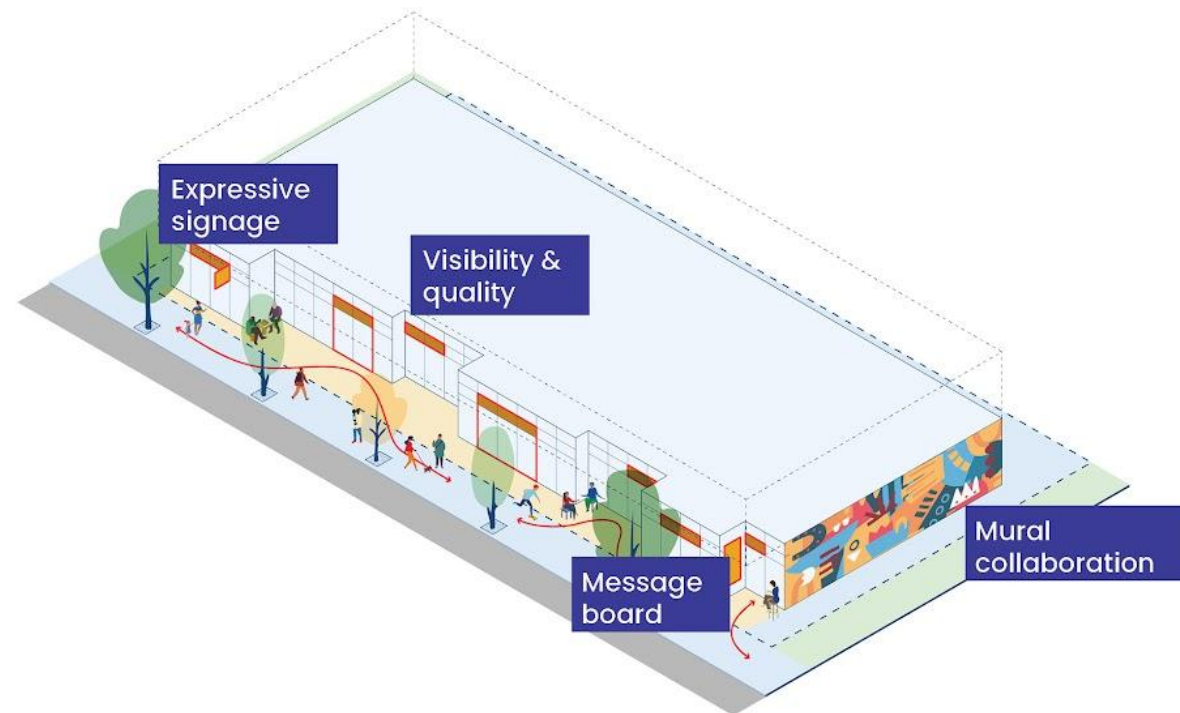 Expressive
signage
Visibility &
quality
Message
board
Mural
collaboration